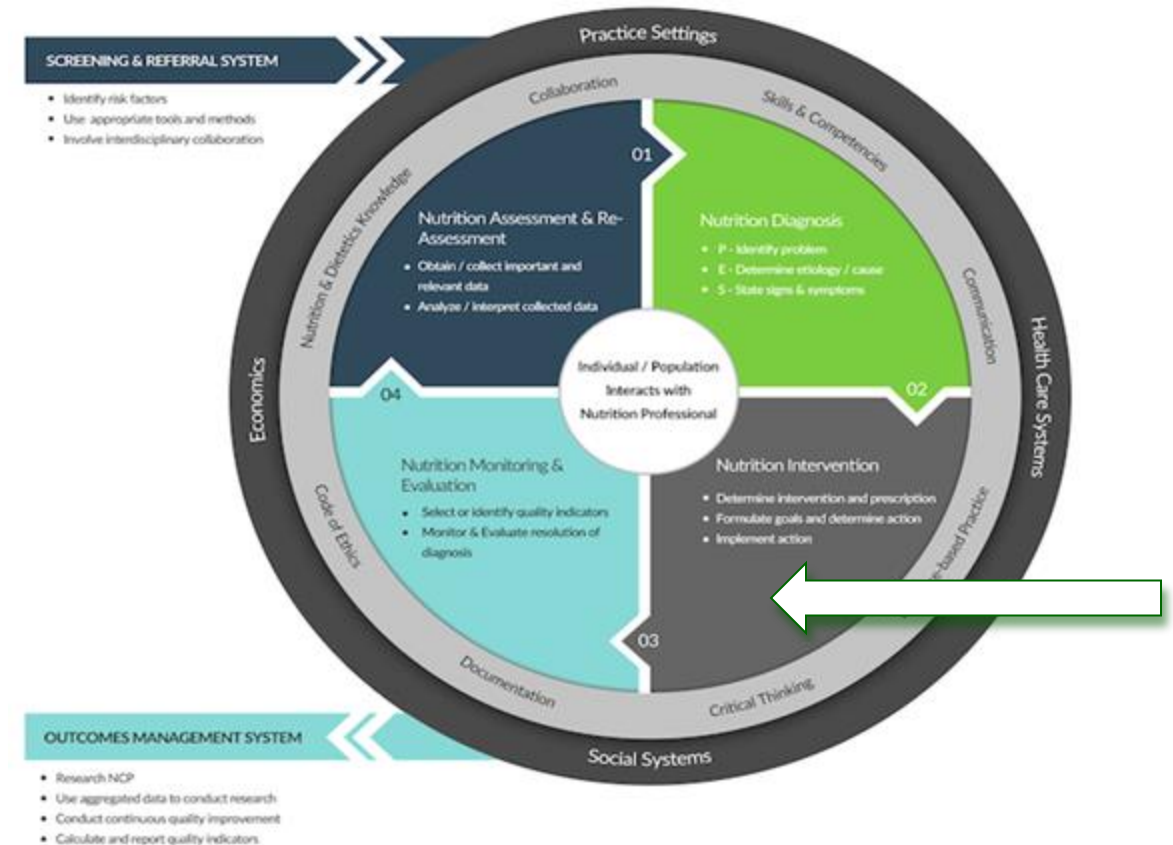 Practice Settings
SCREENING & REFERRAL SYSTEM
Identify risk factors
Use appropriate tools and methods
Involve interdisciplinary collaboration
Collaboration
Skills & Competencies
01
Nutrition & Dietetics Knowledge
Nutrition Assessment & Re-
Assessment
Obtain / collect important and
relevant data
Analyze / interpret collected data
Nutrition Diagnosis
P - Identify problem
E - Determine etiology / cause
S - State signs & symptoms
Communication
Health Care Systems
Economics
Individual / Population
Interacts with
Nutrition Professional
02
04
Nutrition Monitoring &
Evaluation
Select or identify quality indicators
Monitor & Evaluate resolution of
diagnosis
Nutrition Intervention
Determine intervention and prescription
Formulate goals and determine action
Implement action
Code of Ethics
-based Practice
03
Documentation
Critical Thinking
Social Systems
OUTCOMES MANAGEMENT SYSTEM
Research NCP
Use aggregated data to conduct research
Conduct continuous quality improvement
Calculate and report quality indicators